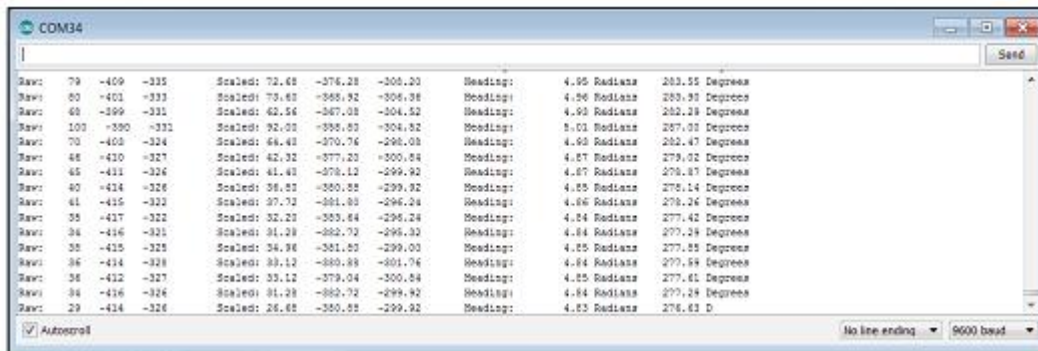 COM34
Send
Raw: 79 -409 -335 Scaled: 72.68 -376.28 -308.20 Heading: 4.95 Radians 283.55 Degrees
Raw: 80 -401 -333 Scaled: 73.60 -368.92 -306.36 Heading: 4.96 Radians 283.90 Degrees
Raw: 68 -399 -331 Scaled: 62.56 -367.08 -304.52 Heading: 4.93 Radians 282.29 Degrees
Raw: 100 -390 -331 Scaled: 92.00 -358.80 -304.52 Heading: 5.01 Radians 287.00 Degrees
Raw: 70 -403 -324 Scaled: 64.40 -370.76 -298.08 Heading: 4.93 Radians 282.47 Degrees
Raw: 46 -410 -327 Scaled: 42.32 -377.20 -300.84 Heading: 4.87 Radians 279.02 Degrees
Raw: 45 -411 -326 Scaled: 41.40 -378.12 -299.92 Heading: 4.87 Radians 278.87 Degrees
Raw: 40 -414 -326 Scaled: 36.80 -380.88 -299.92 Heading: 4.85 Radians 278.14 Degrees
Raw: 41 -415 -322 Scaled: 37.72 -381.80 -296.24 Heading: 4.86 Radians 278.26 Degrees
Raw: 35 -417 -322 Scaled: 32.20 -383.64 -296.24 Heading: 4.84 Radians 277.42 Degrees
Raw: 34 -416 -321 Scaled: 31.28 -382.72 -295.32 Heading: 4.84 Radians 277.29 Degrees
Raw: 38 -415 -325 Scaled: 34.96 -381.80 -299.00 Heading: 4.85 Radians 277.85 Degrees
Raw: 36 -414 -328 Scaled: 33.12 -380.88 -301.76 Heading: 4.84 Radians 277.59 Degrees
Raw: 36 -412 -327 Scaled: 33.12 -379.04 -300.84 Heading: 4.85 Radians 277.61 Degrees
Raw: 34 -416 -326 Scaled: 31.28 -382.72 -299.92 Heading: 4.84 Radians 277.29 Degrees
Raw: 29 -414 -326 Scaled: 26.68 -380.88 -299.92 Heading: 4.83 Radians 276.63 D
Autoscroll No line ending 9600 baud